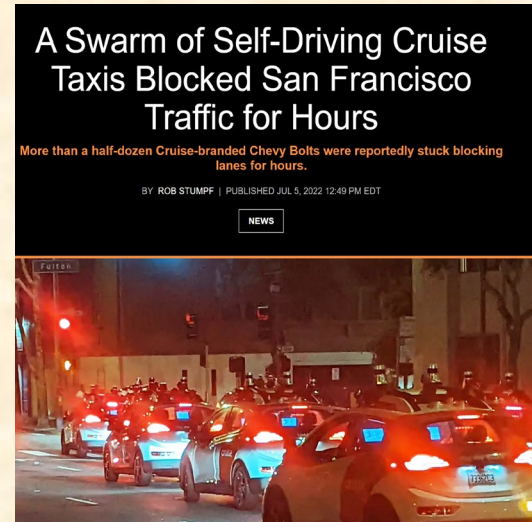 A Swarm of Self-Driving Cruise
Taxis Blocked San Francisco
Traffic for Hours
More than a half-dozen Cruise-branded Chevy Bolts were reportedly stuck blocking
lanes for hours.
BY ROB STUMPF | PUBLISHED JUL 5, 2022 12:49 PM EDT
NEWS
Fulton